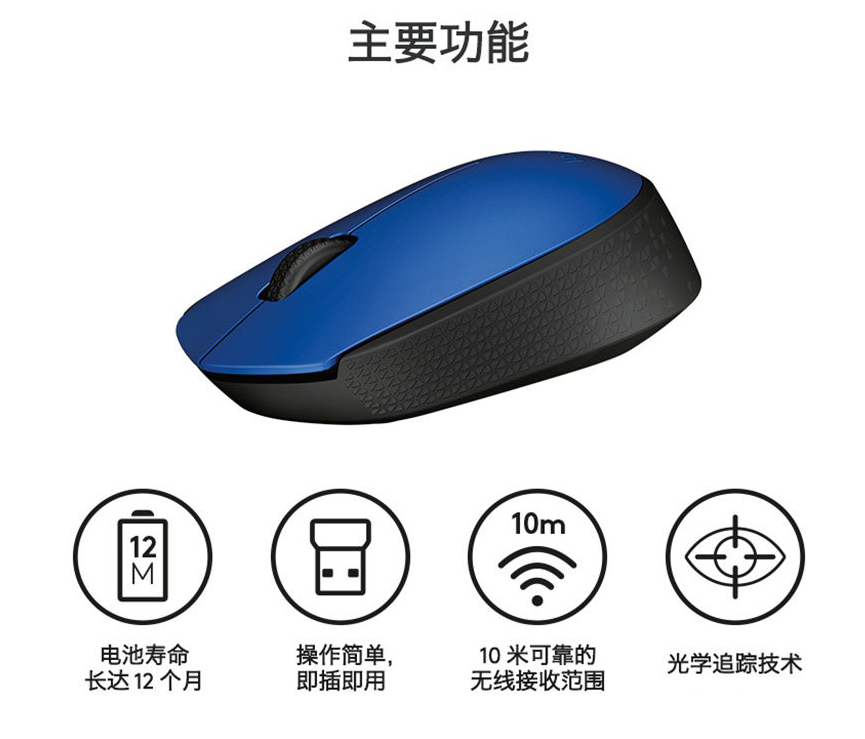 主要功能
12
M
10m
电池寿命
长达 12 个月
操作简单,
即插即用
10 米可靠的
无线接收范围
光学追踪技术